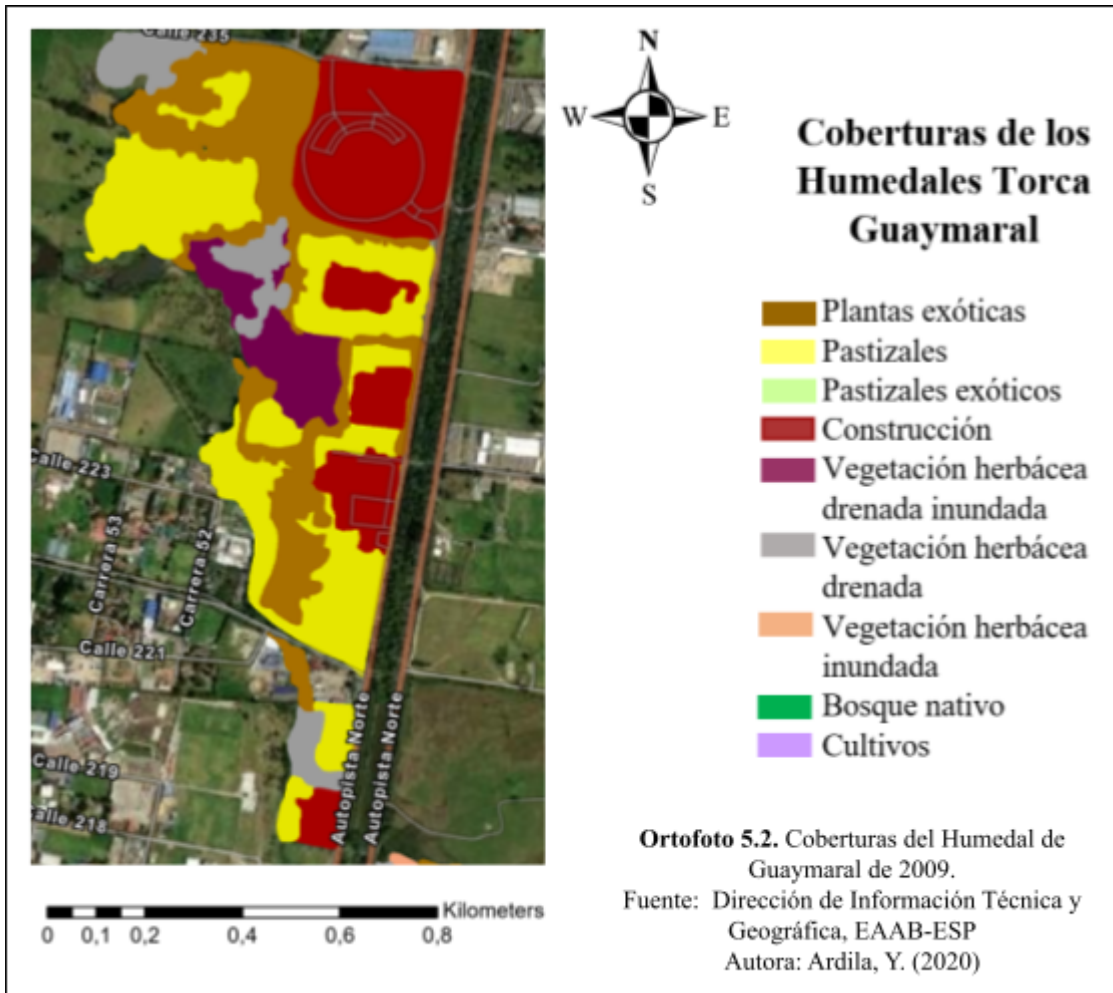 Calle 235
Calle 223
Carrera 53
Carrera 52
Calle 221
Calle 219
Calle 218
Autopista Norte
Autopista Norte
Kilometers
0 0,1 0,2 0,4 0,6 0,8
N
W E
S
Coberturas de los
Humedales Torca
Guaymaral
Plantas exóticas
Pastizales
Pastizales exóticos
Construcción
Vegetación herbácea
drenada inundada
Vegetación herbácea
drenada
Vegetación herbácea
inundada
Bosque nativo
Cultivos
Ortofoto 5.2. Coberturas del Humedal de
Guaymaral de 2009.
Fuente: Dirección de Información Técnica y
Geográfica, EAAB-ESP
Autora: Ardila, Y. (2020)